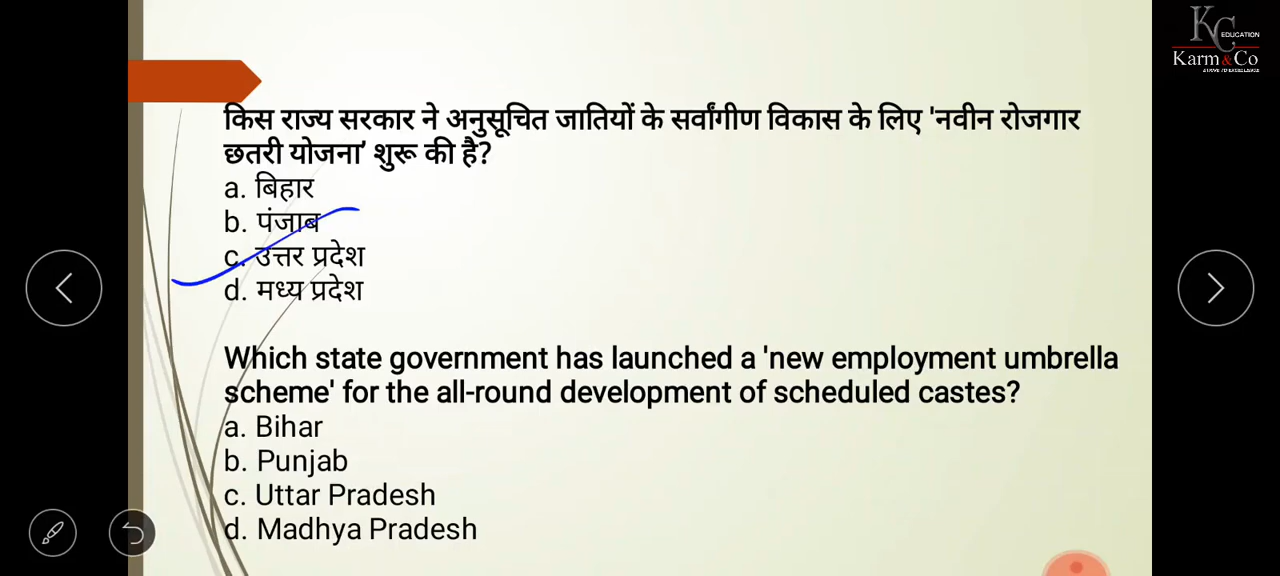 KC EDUCATION
Karm & Co
किस राज्य सरकार ने अनुसूचित जातियों के सर्वांगीण विकास के लिए 'नवीन रोजगार
छतरी योजना’ शुरू की है?
a. बिहार
b. पंजाब
c. उत्तर प्रदेश
d. मध्य प्रदेश
Which state government has launched a 'new employment umbrella
scheme' for the all-round development of scheduled castes?
a. Bihar
b. Punjab
c. Uttar Pradesh
d. Madhya Pradesh